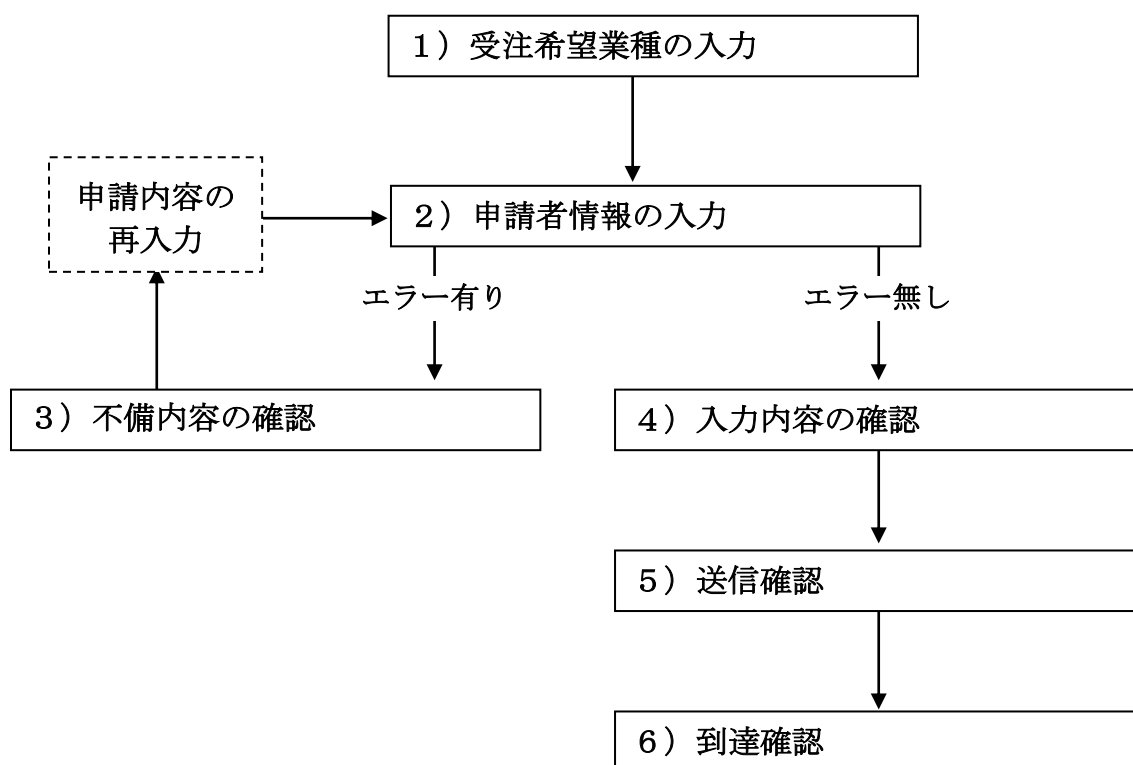 １）受注希望業種の入力
申請内容の
再入力
２）申請者情報の入力
エラー有り
エラー無し
３）不備内容の確認
４）入力内容の確認
５）送信確認
６）到達確認